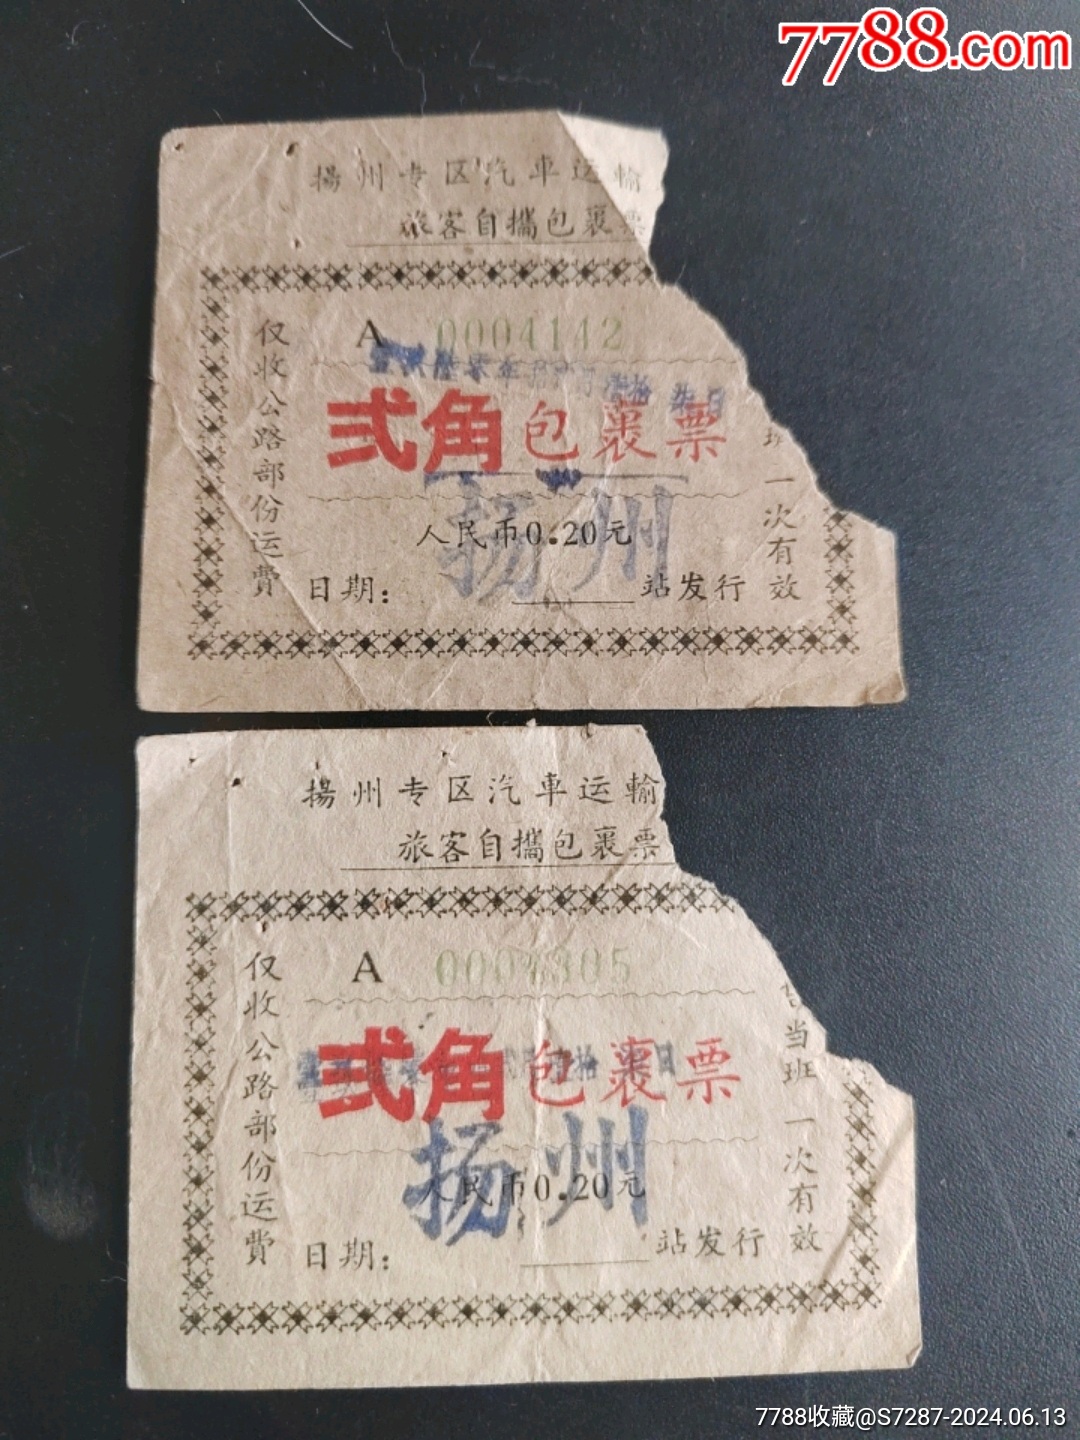 7788.com
揚州专区汽車运輸
旅客自攜包裹票
A 0004142
弍角包裹票
扬州
人民币0.20元
日期: 站发行
仅收公路部份运費
一次有效
揚州专区汽車运輸
旅客自攜包裹票
A
弍角包裹票
扬州
人民币0.20元
日期: 站发行
仅收公路部份运費
当班一次有效
7788收藏@S7287-2024.06.13